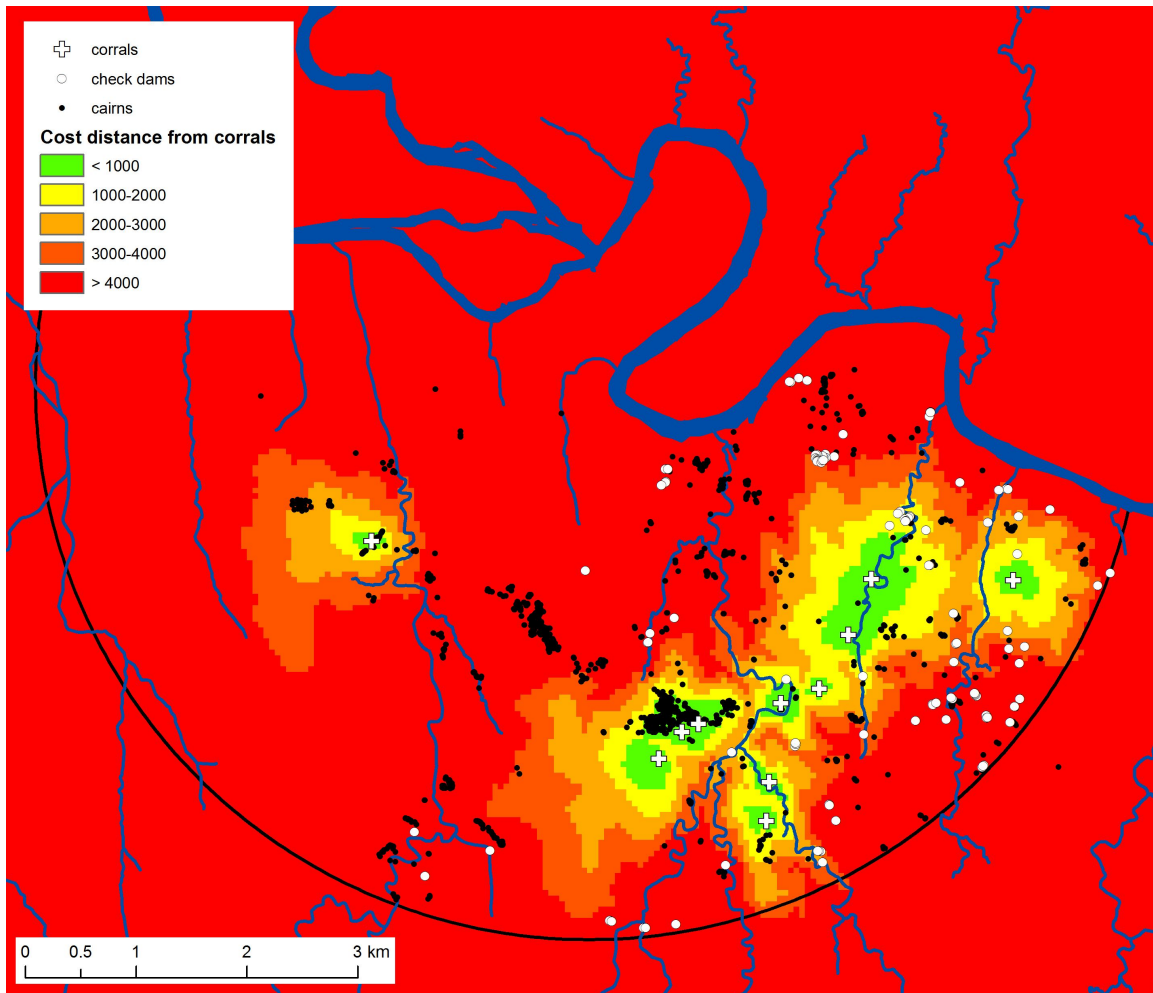 corrals
check dams
cairns
Cost distance from corrals
< 1000
1000-2000
2000-3000
3000-4000
> 4000
0 0.5 1 2 3 km